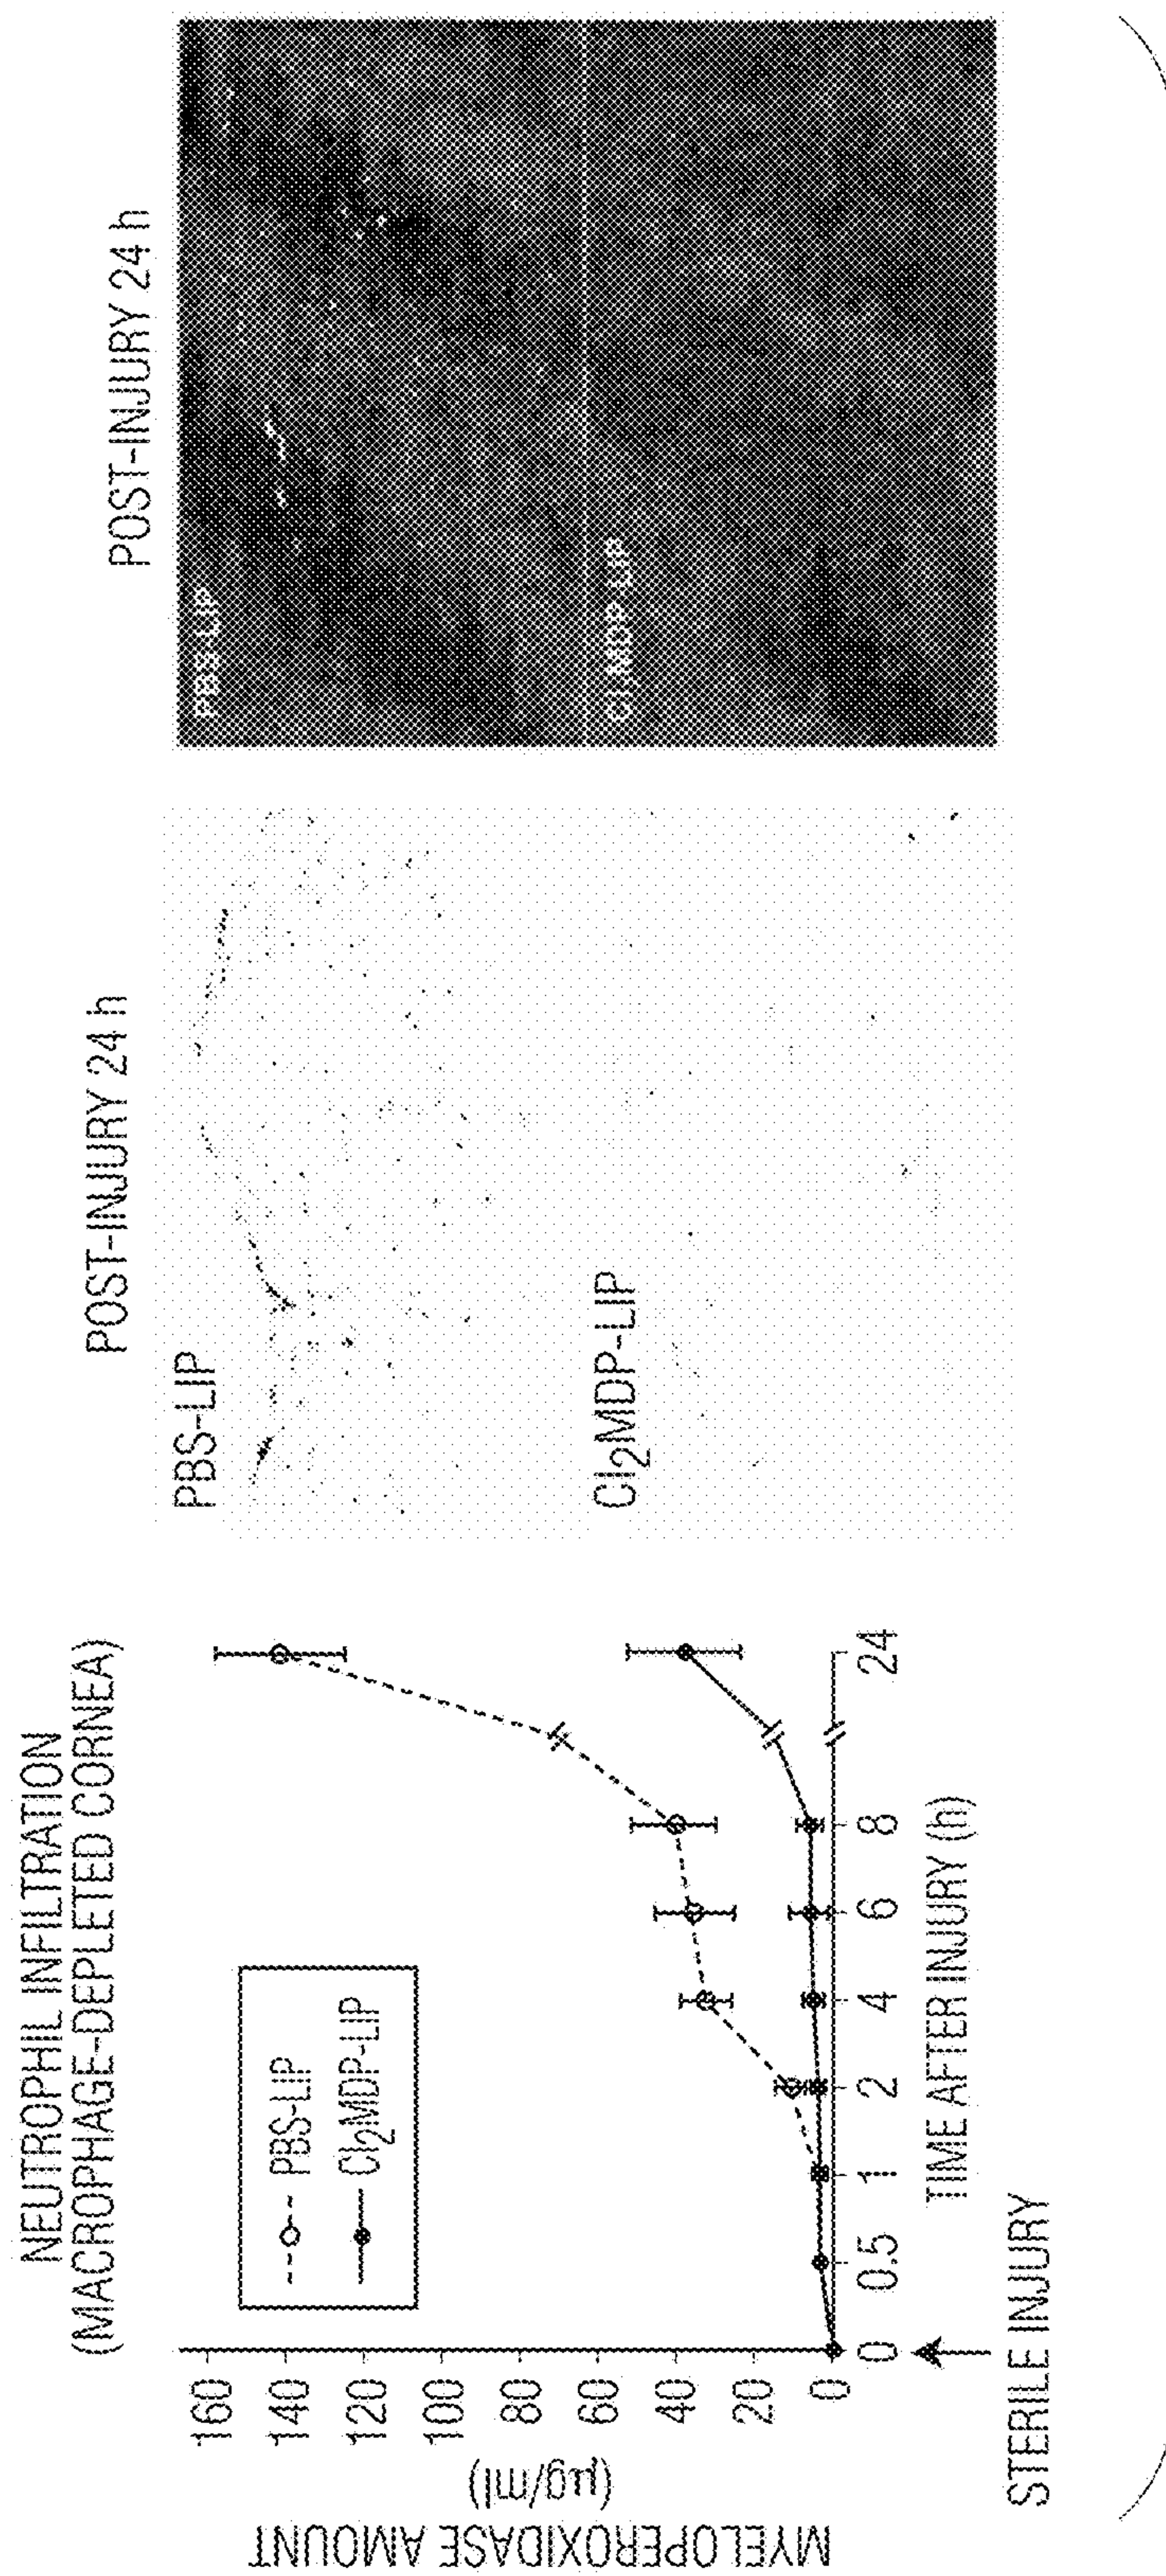 NEUTROPHIL INFILTRATION
(MACROPHAGE-DEPLETED CORNEA)
MYELOPEROXIDASE AMOUNT
(µg/ml)
160
140
120
100
80
60
40
20
0
PBS-LIP
Cl₂MDP-LIP
0 0.5 1 2 4 6 8 24
TIME AFTER INJURY (h)
STERILE INJURY
POST-INJURY 24 h
PBS-LIP
Cl₂MDP-LIP
POST-INJURY 24 h
PBS-LIP
Cl₂MDP-LIP